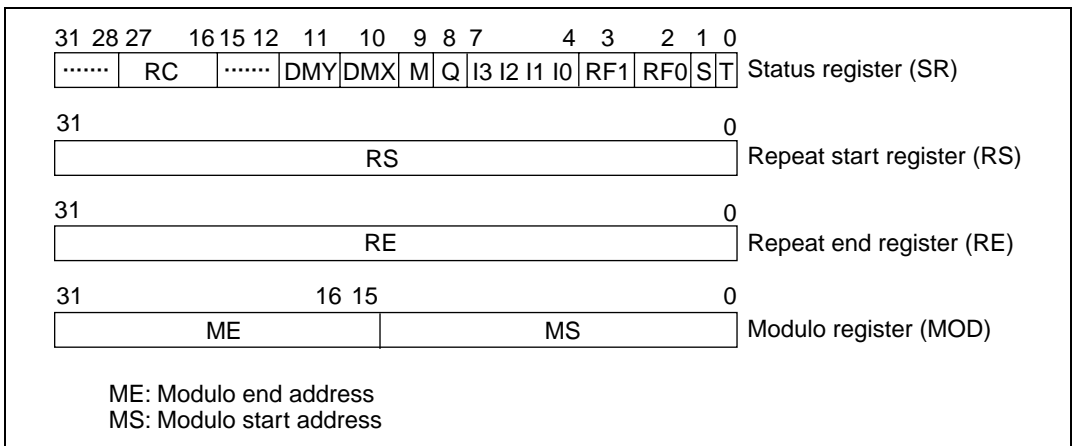 31 28 27 16 15 12 11 10 9 8 7 4 3 2 1 0
....... RC ....... DMY DMX M Q I3 I2 I1 I0 RF1 RF0 S T Status register (SR)
31 0
RS Repeat start register (RS)
31 0
RE Repeat end register (RE)
31 16 15 0
ME MS Modulo register (MOD)
ME: Modulo end address
MS: Modulo start address